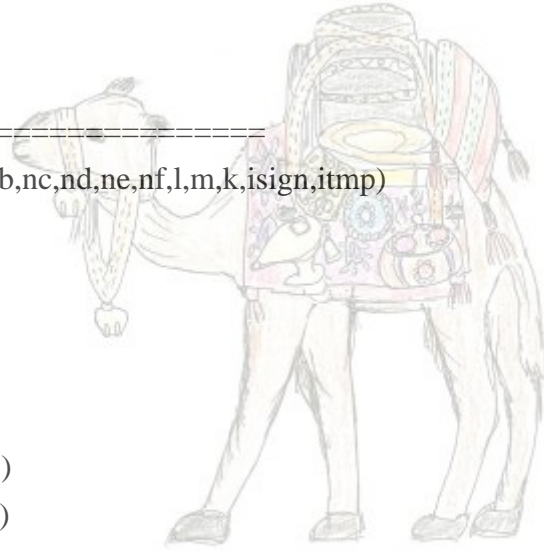 ===============
b,nc,nd,ne,nf,l,m,k,isign,itmp)
)
)